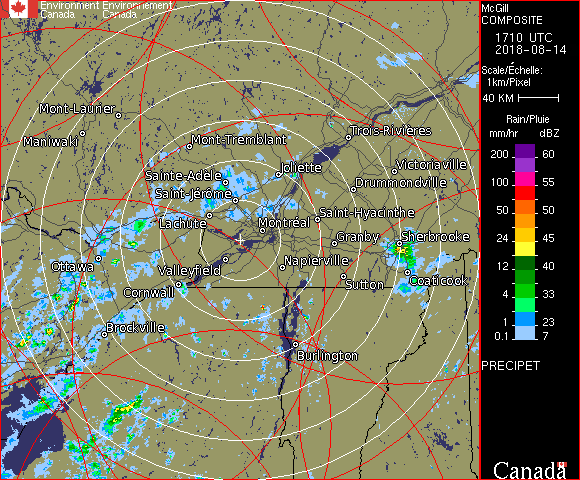 Environment Environnement
Canada Canada
McGill
COMPOSITE
1710 UTC
2018-08-14
Scale/Échelle:
1km/Pixel
40 KM
Rain/Pluie
mm/hr dBZ
200 60
100 55
50 50
24 45
12 40
4 33
1 23
0.1 7
PRECIPET
Canada
Mont-Laurier
Maniwaki
Mont-Tremblant
Trois-Rivières
Sainte-Adèle
Joliette
Victoriaville
Drummondville
Saint-Jérôme
Lachute
Montréal
Saint-Hyacinthe
Granby
Sherbrooke
Ottawa
Valleyfield
Napierville
Sutton
Coaticook
Cornwall
Brockville
Burlington